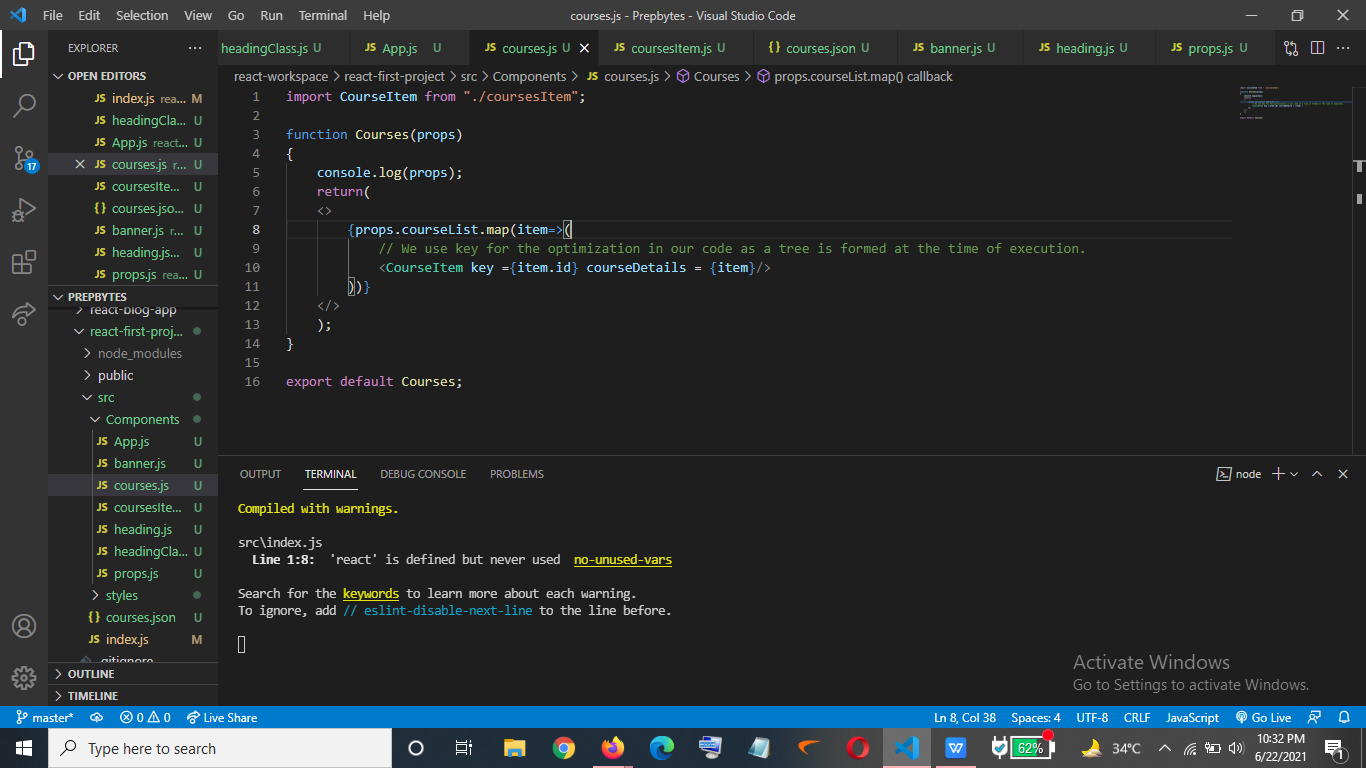 File Edit Selection View Go Run Terminal Help courses.js - Prepbytes - Visual Studio Code
EXPLORER ···
headingClass.js U JS App.js U JS courses.js U JS coursesItem.js U {} courses.json U JS banner.js U JS heading.js U JS props.js U ···
OPEN EDITORS
JS index.js rea... M
JS headingCla... U
JS App.js react... U
JS courses.js r... U
JS coursesIte... U
{} courses.jso... U
JS banner.js r... U
JS heading.js... U
JS props.js rea... U
PREPBYTES
react-blog-app
react-first-proj...
node_modules
public
src
Components
JS App.js U
JS banner.js U
JS courses.js U
JS coursesIte... U
JS heading.js U
JS headingCla... U
JS props.js U
styles
{} courses.json U
JS index.js M
.gitignore
OUTLINE
TIMELINE
17
react-workspace > react-first-project > src > Components > JS courses.js > Courses > props.courseList.map() callback
1 import CourseItem from "./coursesItem";
2
3 function Courses(props)
4 {
5 console.log(props);
6 return(
7 <>
8 {props.courseList.map(item=>(
9 // We use key for the optimization in our code as a tree is formed at the time of execution.
10 <CourseItem key ={item.id} courseDetails = {item}/>
11 ))}
12 </>
13 );
14 }
15
16 export default Courses;
OUTPUT TERMINAL DEBUG CONSOLE PROBLEMS node
Compiled with warnings.
src\index.js
Line 1:8: 'react' is defined but never used no-unused-vars
Search for the keywords to learn more about each warning.
To ignore, add // eslint-disable-next-line to the line before.
Activate Windows
Go to Settings to activate Windows.
master* 0 0 Live Share Ln 8, Col 38 Spaces: 4 UTF-8 CRLF JavaScript Go Live
Type here to search W 62% 34°C 10:32 PM
6/22/2021 1